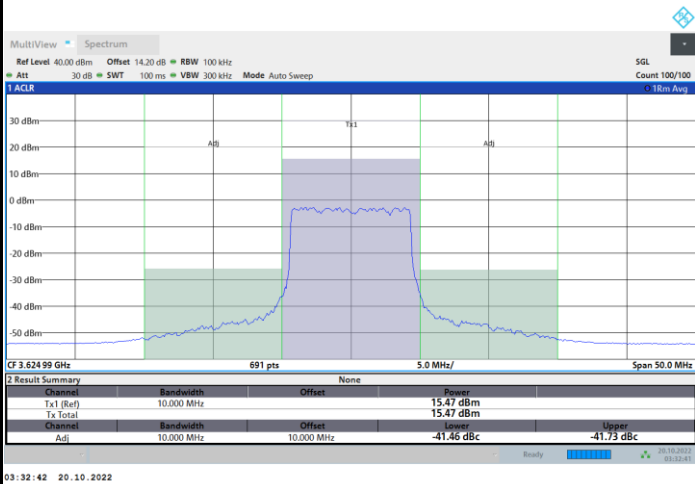 MultiView Spectrum
Ref Level 40.00 dBm Offset 14.20 dB RBW 100 kHz SGL
Att 30 dB SWT 100 ms VBW 300 kHz Mode Auto Sweep Count 100/100
1 ACLR 1Rm Avg
30 dBm
Tx1
20 dBm
Adj Adj
10 dBm
0 dBm
-10 dBm
-20 dBm
-30 dBm
-40 dBm
-50 dBm
CF 3.624 99 GHz 691 pts 5.0 MHz/ Span 50.0 MHz
2 Result Summary None
Channel Bandwidth Offset Power
Tx1 (Ref) 10.000 MHz 15.47 dBm
Tx Total 15.47 dBm
Channel Bandwidth Offset Lower Upper
Adj 10.000 MHz 10.000 MHz -41.46 dBc -41.73 dBc
Ready 20.10.2022
03:32:41
03:32:42 20.10.2022